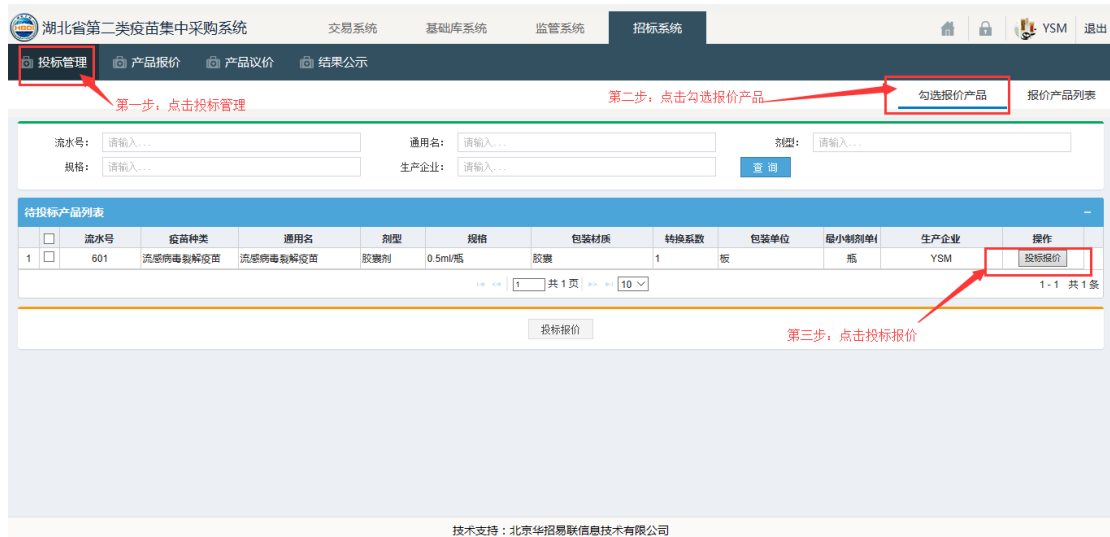 湖北省第二类疫苗集中采购系统 交易系统 基础库系统 监管系统 招标系统 YSM 退出
投标管理 产品报价 产品议价 结果公示
第一步：点击投标管理 第二步：点击勾选报价产品 勾选报价产品 报价产品列表
流水号： 请输入... 通用名： 请输入... 剂型： 请输入...
规格： 请输入... 生产企业： 请输入... 查 询
待投标产品列表
流水号 疫苗种类 通用名 剂型 规格 包装材质 转换系数 包装单位 最小制剂单位 生产企业 操作
1 601 流感病毒裂解疫苗 流感病毒裂解疫苗 胶囊剂 0.5ml/瓶 胶囊 1 板 瓶 YSM 投标报价
1 共 1 页 10 1 - 1 共 1 条
投标报价
第三步：点击投标报价
技术支持：北京华招易联信息技术有限公司